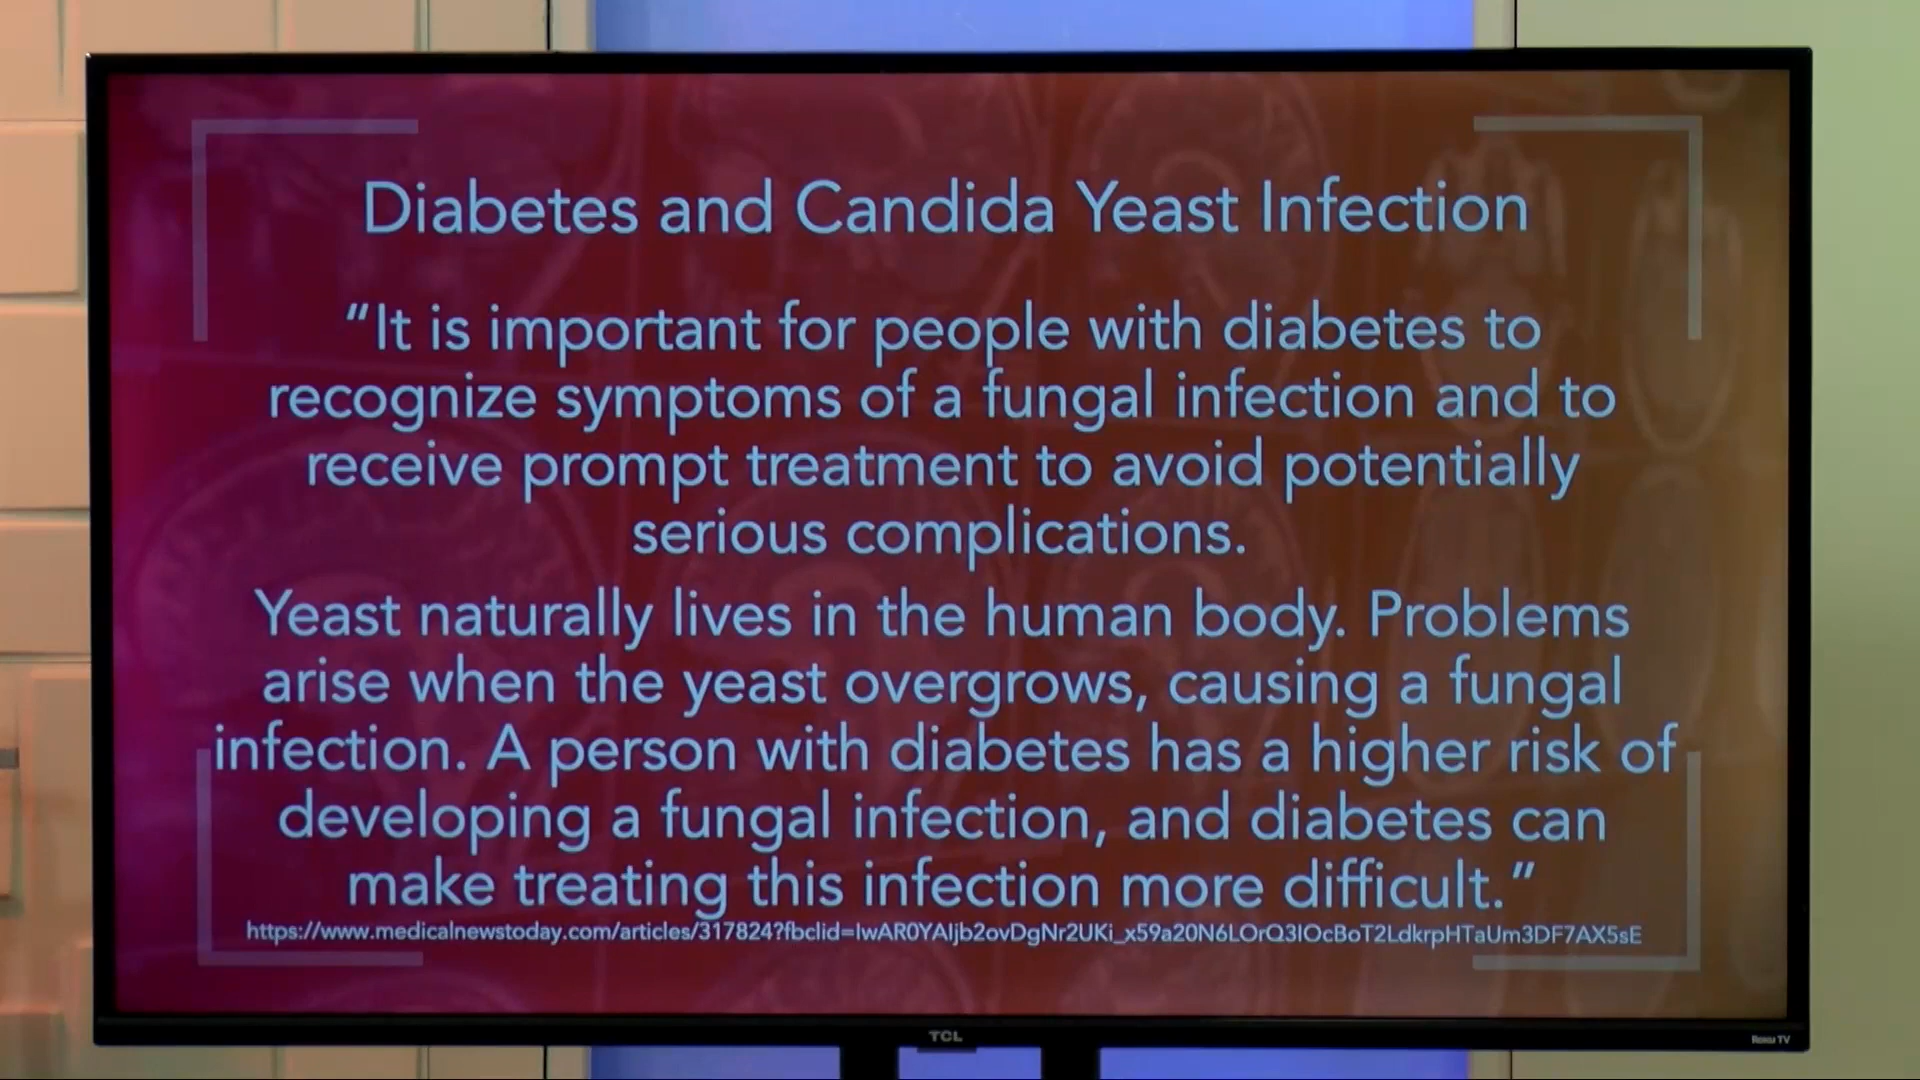 Diabetes and Candida Yeast Infection
“It is important for people with diabetes to
recognize symptoms of a fungal infection and to
receive prompt treatment to avoid potentially
serious complications.
Yeast naturally lives in the human body. Problems
arise when the yeast overgrows, causing a fungal
infection. A person with diabetes has a higher risk of
developing a fungal infection, and diabetes can
make treating this infection more difficult.”
https://www.medicalnewstoday.com/articles/317824?fbclid=IwAR0YAIjb2ovDgNr2UKi_x59a20N6LOrQ3IOcBoT2LdkrpHTaUm3DF7AX5sE
TCL
Roku TV